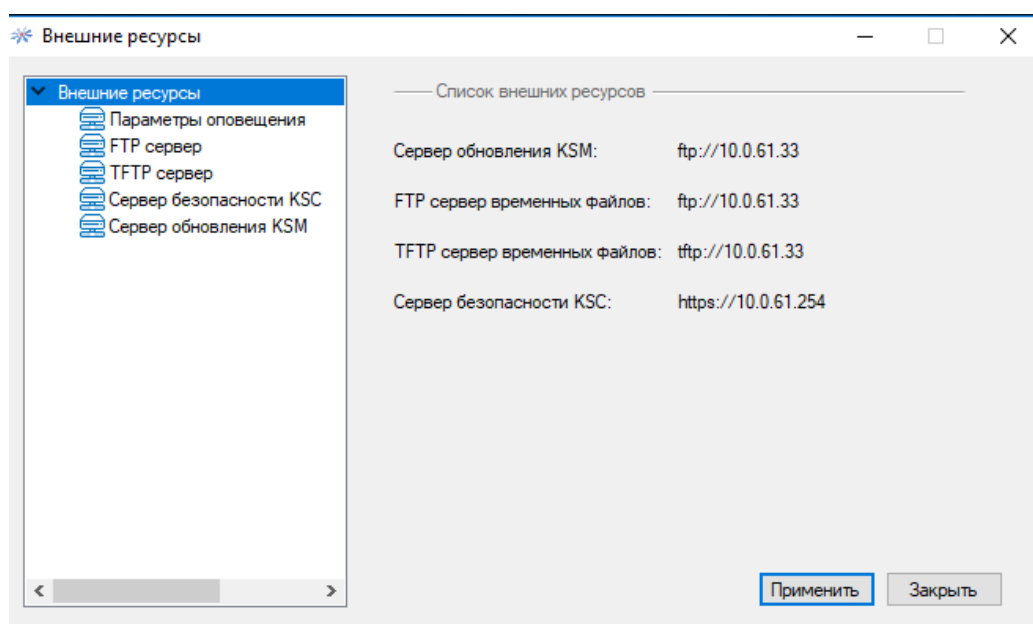 Внешние ресурсы
Внешние ресурсы
Параметры оповещения
FTP сервер
TFTP сервер
Сервер безопасности KSC
Сервер обновления KSM
Список внешних ресурсов
Сервер обновления KSM: ftp://10.0.61.33
FTP сервер временных файлов: ftp://10.0.61.33
TFTP сервер временных файлов: tftp://10.0.61.33
Сервер безопасности KSC: https://10.0.61.254
Применить Закрыть